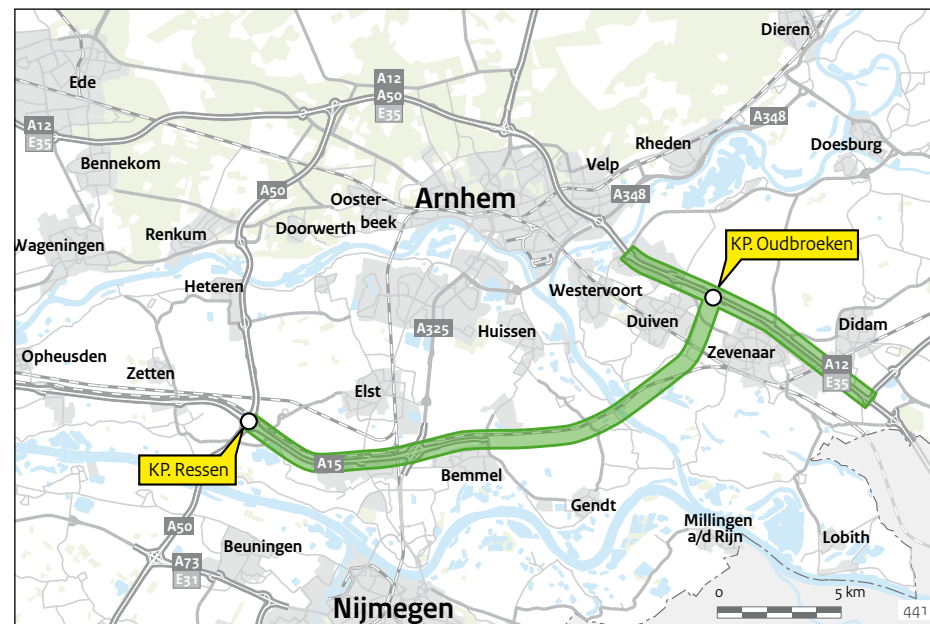 Dieren
Ede
A12
A50
E35
A12
E35
A348
Bennekom
Rheden
Doesburg
Velp
A50
A348
Ooster-
beek
Arnhem
Doorwerth
Renkum
Wageningen
KP. Oudbroeken
Heteren
Westervoort
Duiven
Didam
A325
Huissen
Zevenaar
Opheusden
Zetten
A12
E35
Elst
KP. Ressen
A15
Bemmel
Gendt
Millingen
a/d Rijn
Lobith
A50
Beuningen
A73
E31
Nijmegen
0
5 km
441